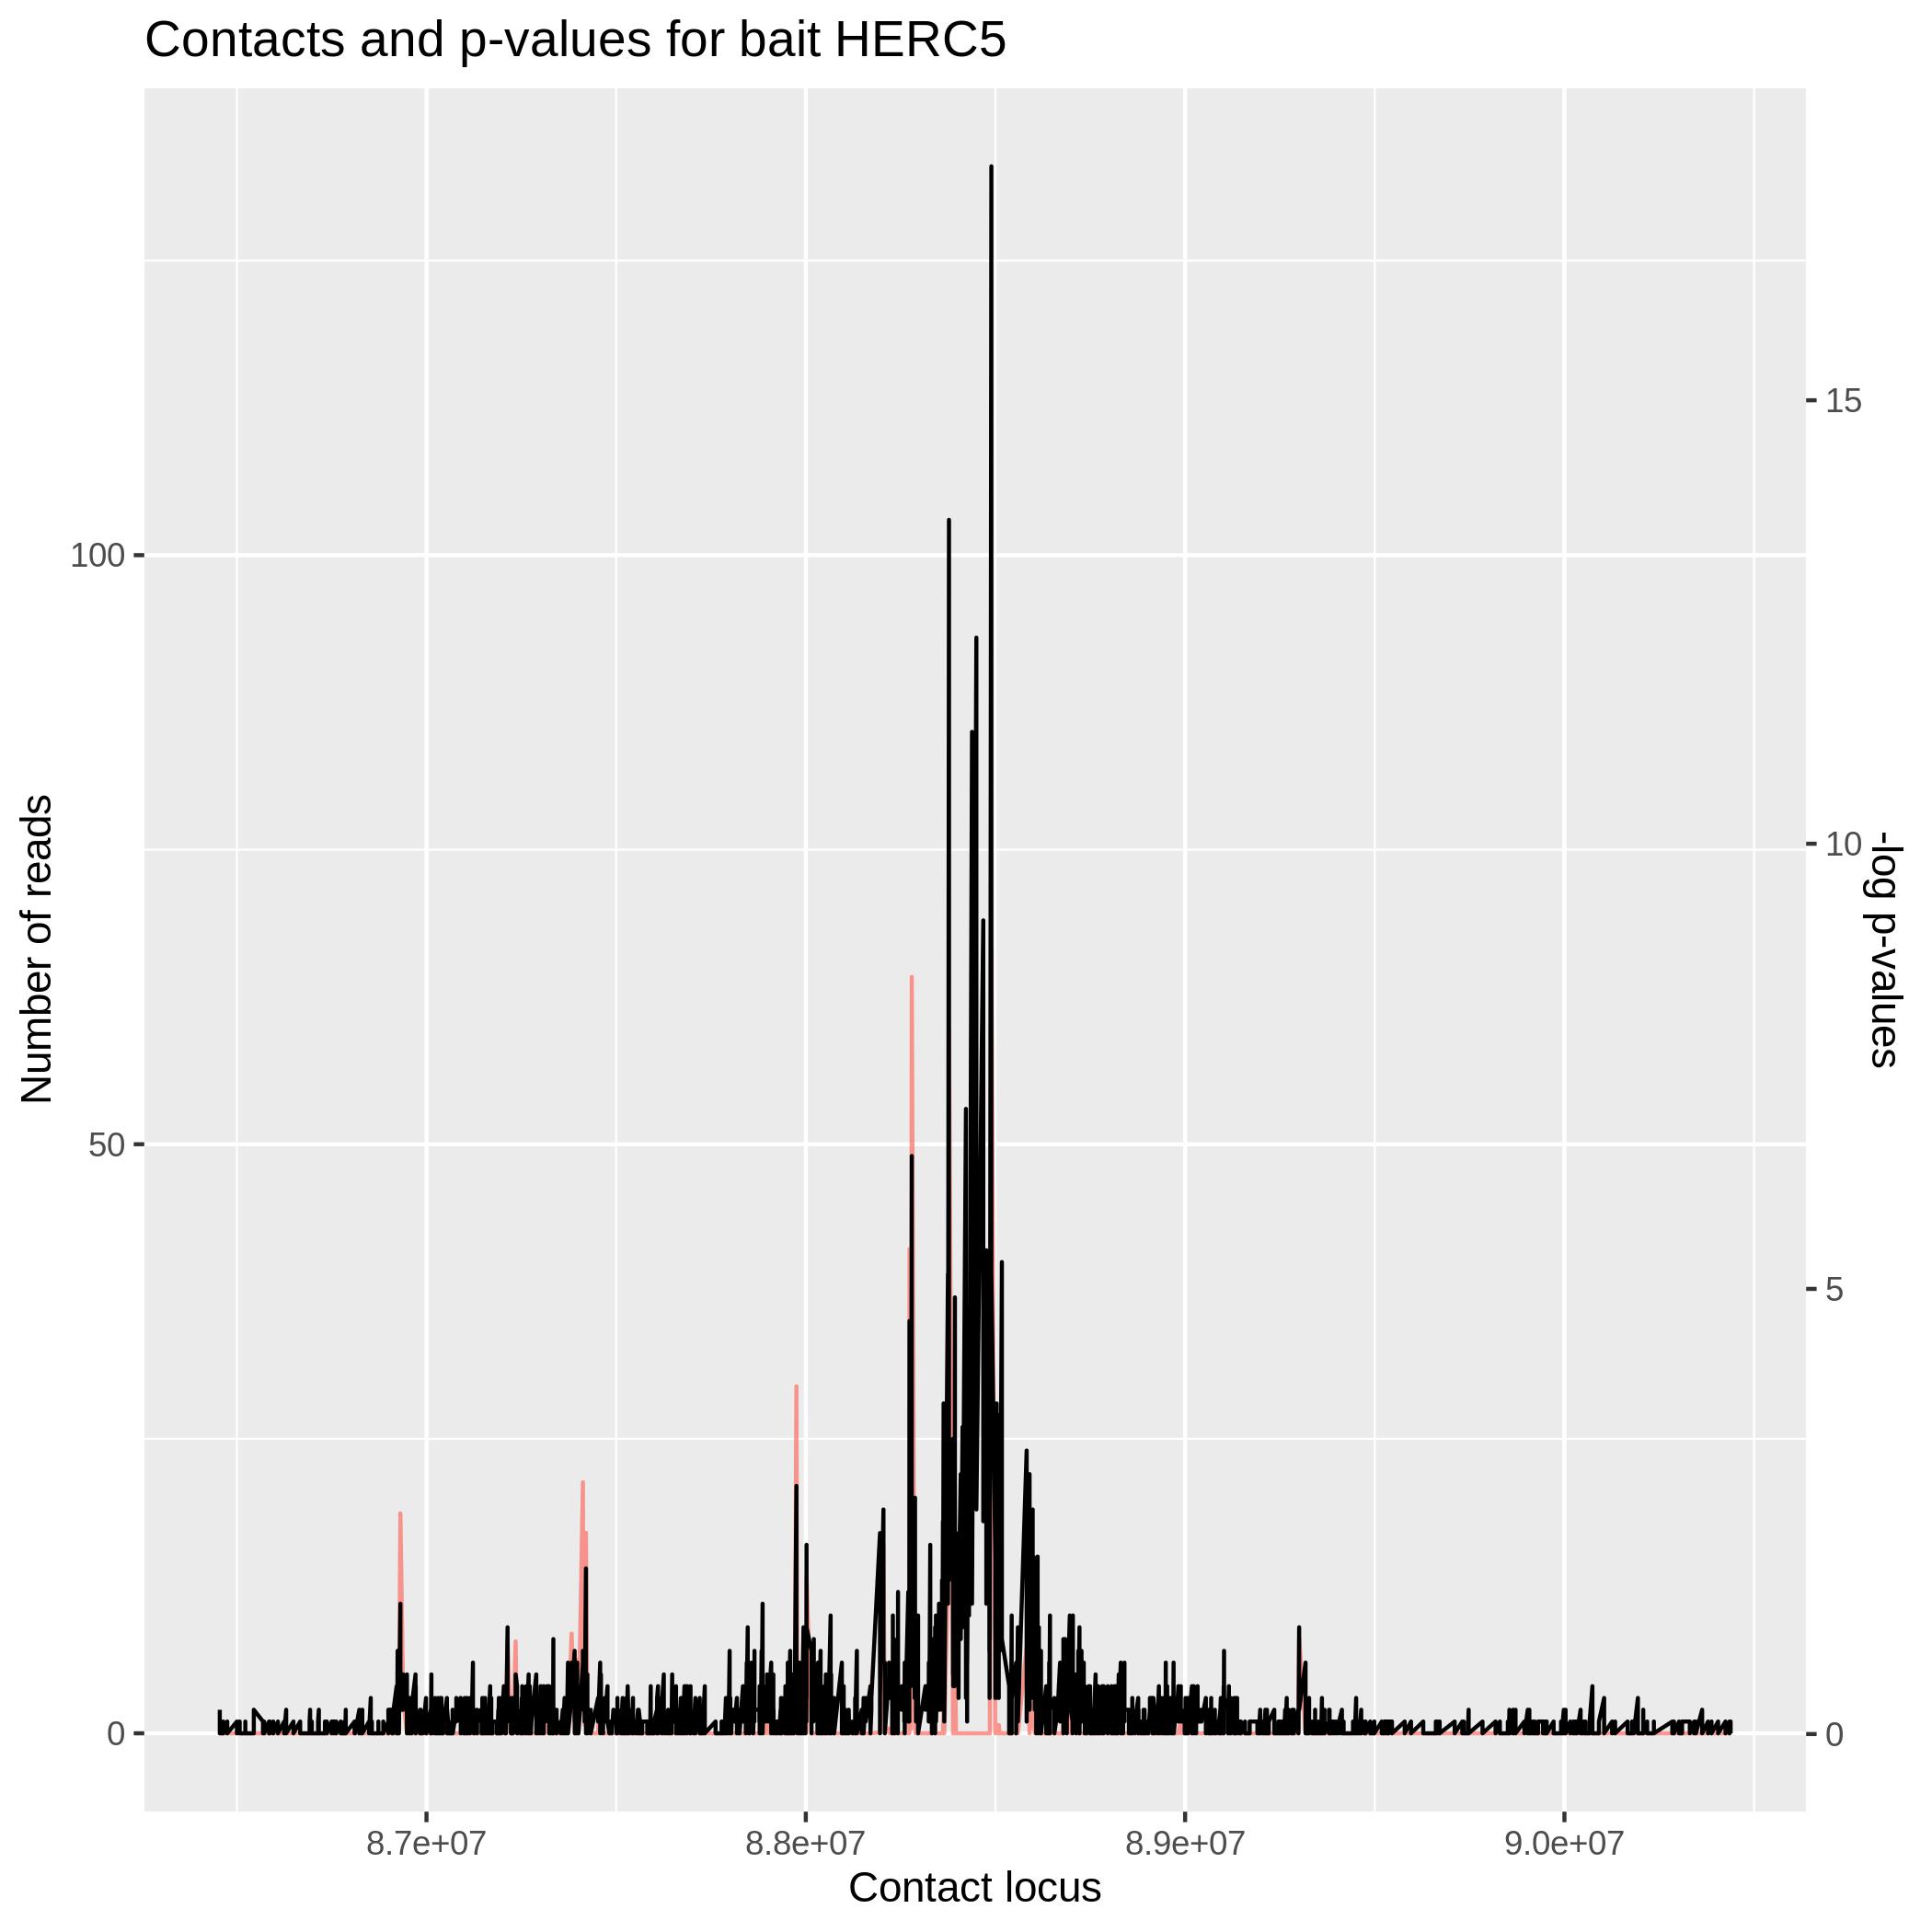 Contacts and p-values for bait HERC5
Number of reads
100
50
0
15
10
5
0
-log p-values
8.7e+07
8.8e+07
8.9e+07
9.0e+07
Contact locus